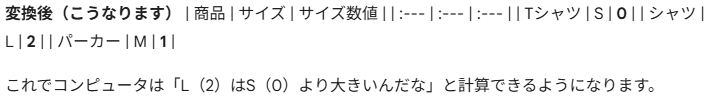 変換後（こうなります） | 商品 | サイズ | サイズ数値 | | :--- | :--- | :--- | | Tシャツ | S | 0 | | シャツ |
L | 2 | | パーカー | M | 1 |
これでコンピュータは「L（2）はS（0）より大きいんだな」と計算できるようになります。